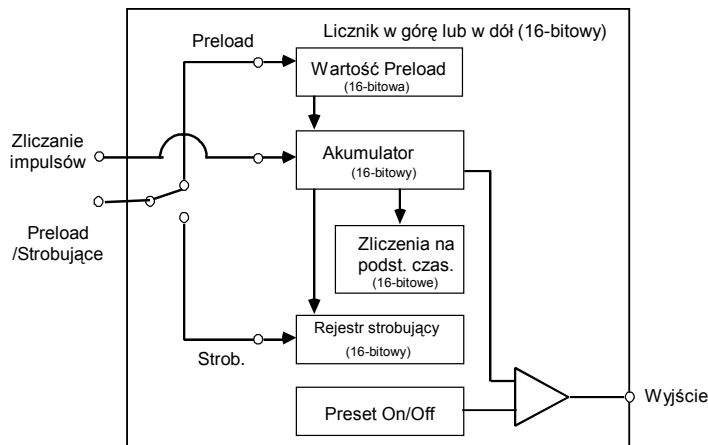 Licznik w górę lub w dół (16-bitowy)
Preload
Wartość Preload
(16-bitowa)
Zliczanie
impulsów
Akumulator
(16-bitowy)
Preload
/Strobujące
Zliczenia na
podst. czas.
(16-bitowe)
Rejestr strobujący
(16-bitowy)
Strob.
Preset On/Off
Wyjście